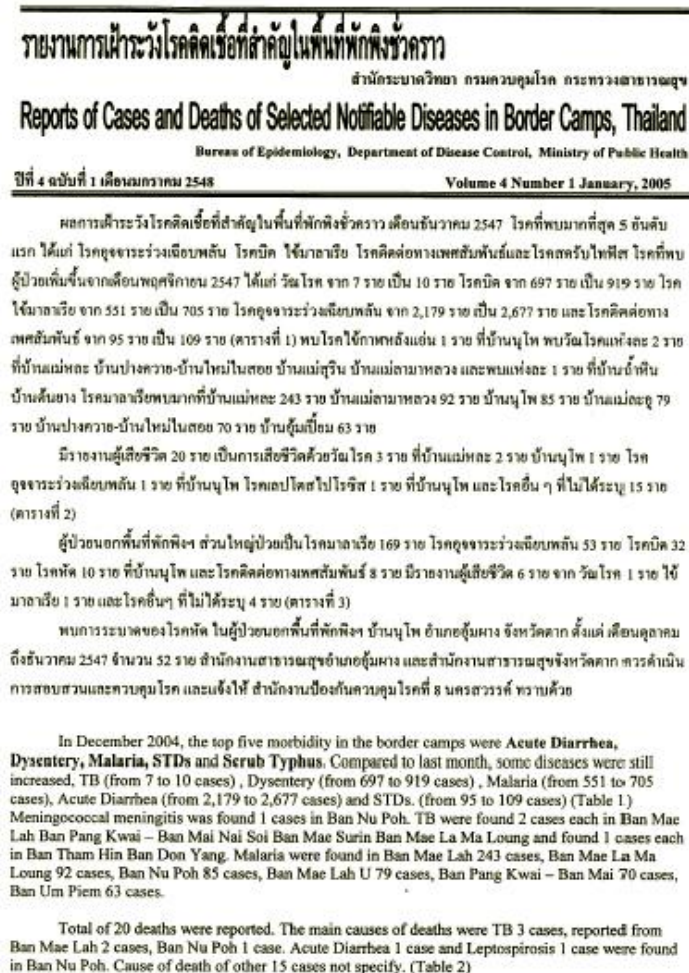 รายงานการเฝ้าระวังโรคติดเชื้อที่สำคัญในพื้นที่พักพิงชั่วคราว
สำนักระบาดวิทยา กรมควบคุมโรค กระทรวงสาธารณสุข
Reports of Cases and Deaths of Selected Notifiable Diseases in Border Camps, Thailand
Bureau of Epidemiology, Department of Disease Control, Ministry of Public Health
ปีที่ 4 ฉบับที่ 1 เดือนมกราคม 2548 Volume 4 Number 1 January, 2005
ผลการเฝ้าระวังโรคติดเชื้อที่สำคัญในพื้นที่พักพิงชั่วคราว เดือนธันวาคม 2547 โรคที่พบมากที่สุด 5 อันดับ
แรก ได้แก่ โรคอุจจาระร่วงเฉียบพลัน โรคบิด ไข้มาลาเรีย โรคติดต่อทางเพศสัมพันธ์และโรคสครับไทฟัส โรคที่พบ
ผู้ป่วยเพิ่มขึ้นจากเดือนพฤศจิกายน 2547 ได้แก่ วัณโรค จาก 7 ราย เป็น 10 ราย โรคบิด จาก 697 ราย เป็น 919 ราย โรค
ไข้มาลาเรีย จาก 551 ราย เป็น 705 ราย โรคอุจจาระร่วงเฉียบพลัน จาก 2,179 ราย เป็น 2,677 ราย และโรคติดต่อทาง
เพศสัมพันธ์ จาก 95 ราย เป็น 109 ราย (ตารางที่ 1) พบโรคไข้กาฬหลังแอ่น 1 ราย ที่บ้านนุโพ พบวัณโรคแห่งละ 2 ราย
ที่บ้านแม่หละ บ้านปางควาย-บ้านใหม่ในสอย บ้านแม่สุริน บ้านแม่ลามาหลวง และพบแห่งละ 1 ราย ที่บ้านถ้ำหิน
บ้านต้นยาง โรคมาลาเรียพบมากที่บ้านแม่หละ 243 ราย บ้านแม่ลามาหลวง 92 ราย บ้านนุโพ 85 ราย บ้านแม่ละอู 79
ราย บ้านปางควาย-บ้านใหม่ในสอย 70 ราย บ้านอุ้มเปี้ยม 63 ราย
มีรายงานผู้เสียชีวิต 20 ราย เป็นการเสียชีวิตด้วยวัณโรค 3 ราย ที่บ้านแม่หละ 2 ราย บ้านนุโพ 1 ราย โรค
อุจจาระร่วงเฉียบพลัน 1 ราย ที่บ้านนุโพ โรคเลปโตสไปโรซิส 1 ราย ที่บ้านนุโพ และโรคอื่น ๆ ที่ไม่ได้ระบุ 15 ราย
(ตารางที่ 2)
ผู้ป่วยนอกพื้นที่พักพิงฯ ส่วนใหญ่ป่วยเป็นโรคมาลาเรีย 169 ราย โรคอุจจาระร่วงเฉียบพลัน 53 ราย โรคบิด 32
ราย โรคหัด 10 ราย ที่บ้านนุโพ และโรคติดต่อทางเพศสัมพันธ์ 8 ราย มีรายงานผู้เสียชีวิต 6 ราย จาก วัณโรค 1 ราย ไข้
มาลาเรีย 1 ราย และโรคอื่นๆ ที่ไม่ได้ระบุ 4 ราย (ตารางที่ 3)
พบการระบาดของโรคหัด ในผู้ป่วยนอกพื้นที่พักพิงฯ บ้านนุโพ อำเภออุ้มผาง จังหวัดตาก ตั้งแต่ เดือนตุลาคม
ถึงธันวาคม 2547 จำนวน 52 ราย สำนักงานสาธารณสุขอำเภออุ้มผาง และสำนักงานสาธารณสุขจังหวัดตาก ควรดำเนิน
การสอบสวนและควบคุมโรค และแจ้งให้ สำนักงานป้องกันควบคุมโรคที่ 8 นครสวรรค์ ทราบด้วย
In December 2004, the top five morbidity in the border camps were Acute Diarrhea,
Dysentery, Malaria, STDs and Scrub Typhus. Compared to last month, some diseases were still
increased, TB (from 7 to 10 cases) , Dysentery (from 697 to 919 cases) , Malaria (from 551 to 705
cases), Acute Diarrhea (from 2,179 to 2,677 cases) and STDs. (from 95 to 109 cases) (Table 1.)
Meningococcal meningitis was found 1 cases in Ban Nu Poh. TB were found 2 cases each in Ban Mae
Lah Ban Pang Kwai – Ban Mai Nai Soi Ban Mae Surin Ban Mae La Ma Loung and found 1 cases each
in Ban Tham Hin Ban Don Yang. Malaria were found in Ban Mae Lah 243 cases, Ban Mae La Ma
Loung 92 cases, Ban Nu Poh 85 cases, Ban Mae Lah U 79 cases, Ban Pang Kwai – Ban Mai 70 cases,
Ban Um Piem 63 cases.
Total of 20 deaths were reported. The main causes of deaths were TB 3 cases, reported from
Ban Mae Lah 2 cases, Ban Nu Poh 1 case. Acute Diarrhea 1 case and Leptospirosis 1 case were found
in Ban Nu Poh. Cause of death of other 15 cases not specify. (Table 2)